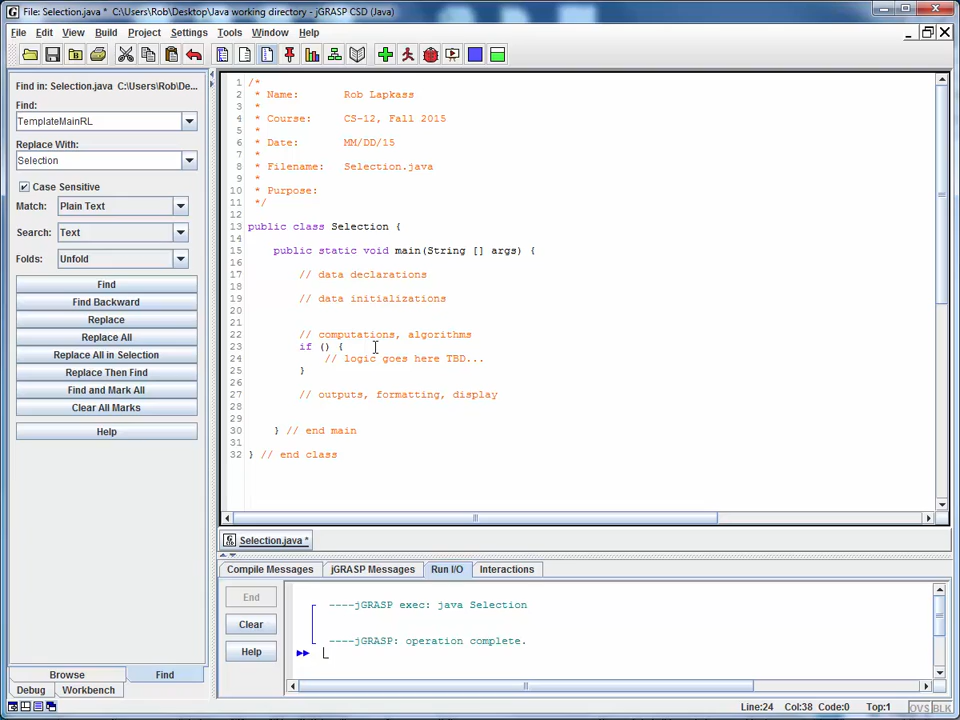 File: Selection.java * C:\Users\Rob\Desktop\Java working directory - jGRASP CSD (Java)
File Edit View Build Project Settings Tools Window Help
Find in: Selection.java C:\Users\Rob\De...
Find:
TemplateMainRL
Replace With:
Selection
Case Sensitive
Match: Plain Text
Search: Text
Folds: Unfold
Find
Find Backward
Replace
Replace All
Replace All in Selection
Replace Then Find
Find and Mark All
Clear All Marks
Help
Browse Find
Debug Workbench
1 /*
2 * Name: Rob Lapkass
3 *
4 * Course: CS-12, Fall 2015
5 *
6 * Date: MM/DD/15
7 *
8 * Filename: Selection.java
9 *
10 * Purpose:
11 */
12
13 public class Selection {
14
15 public static void main(String [] args) {
16
17 // data declarations
18
19 // data initializations
20
21
22 // computations, algorithms
23 if () {
24 // logic goes here TBD...
25 }
26
27 // outputs, formatting, display
28
29
30 } // end main
31
32 } // end class
Selection.java *
Compile Messages jGRASP Messages Run I/O Interactions
End
Clear
Help
----jGRASP exec: java Selection
----jGRASP: operation complete.
Line:24 Col:38 Code:0 Top:1 OVS BLK